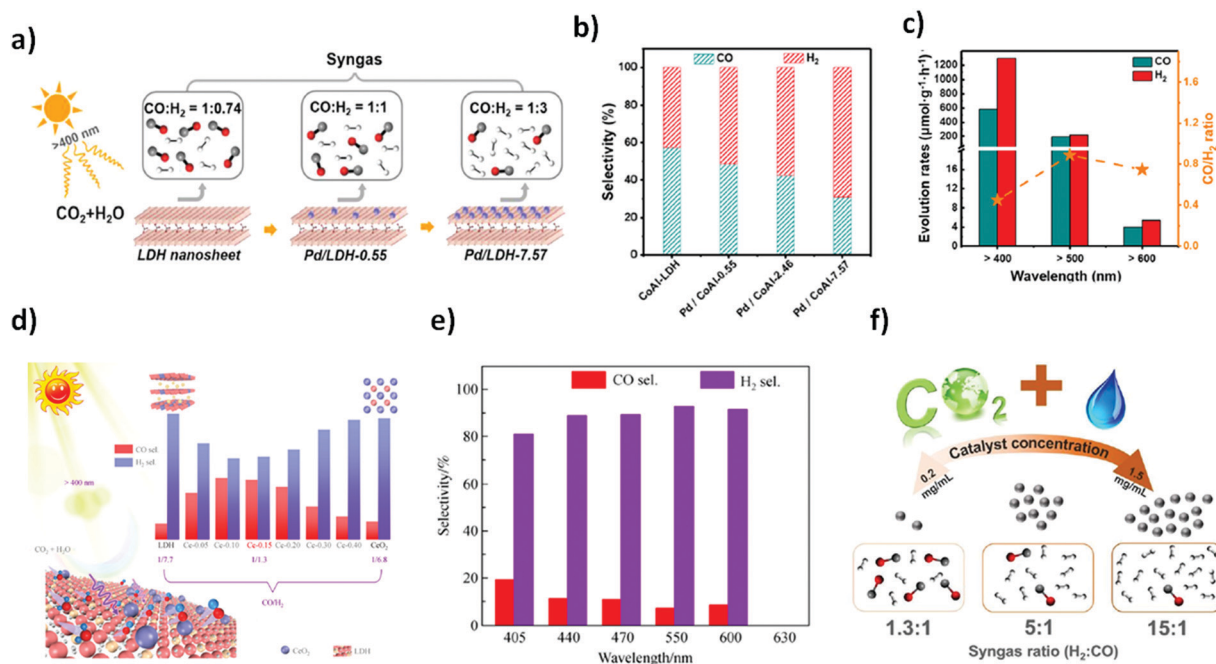 a)
Syngas
CO:H₂ = 1:0.74
CO:H₂ = 1:1
CO:H₂ = 1:3
>400 nm
CO₂+H₂O
LDH nanosheet
Pd/LDH-0.55
Pd/LDH-7.57
b)
CO
H₂
100
80
60
40
20
0
Selectivity (%)
CoAl-LDH
Pd / CoAl-0.55
Pd / CoAl-2.46
Pd / CoAl-7.57
c)
CO
H₂
1200
1000
800
600
400
200
16
12
8
4
0
Evolution rates (μmol·g⁻¹·h⁻¹)
1.6
1.2
0.8
0.4
0.0
CO/H₂ ratio
> 400
> 500
> 600
Wavelength (nm)
d)
CO sel.
H₂ sel.
> 400 nm
CO₂ + H₂O
LDH
Ce-0.05
Ce-0.10
Ce-0.15
Ce-0.20
Ce-0.30
Ce-0.40
CeO₂
1/7.7
1/1.3
1/6.8
CO/H₂
CeO₂
LDH
e)
CO sel.
H₂ sel.
100
80
60
40
20
0
Selectivity/%
405
440
470
550
600
630
Wavelength/nm
f)
CO₂
+
Catalyst concentration
0.2
mg/mL
1.5
mg/mL
1.3:1
5:1
15:1
Syngas ratio (H₂:CO)